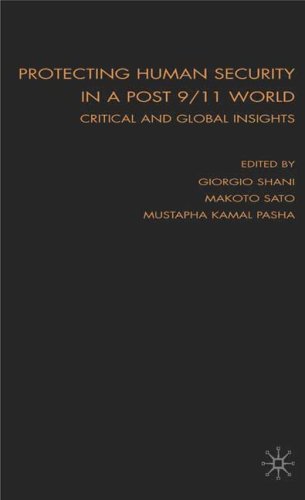 PROTECTING HUMAN SECURITY
IN A POST 9/11 WORLD
CRITICAL AND GLOBAL INSIGHTS
EDITED BY
GIORGIO SHANI
MAKOTO SATO
MUSTAPHA KAMAL PASHA